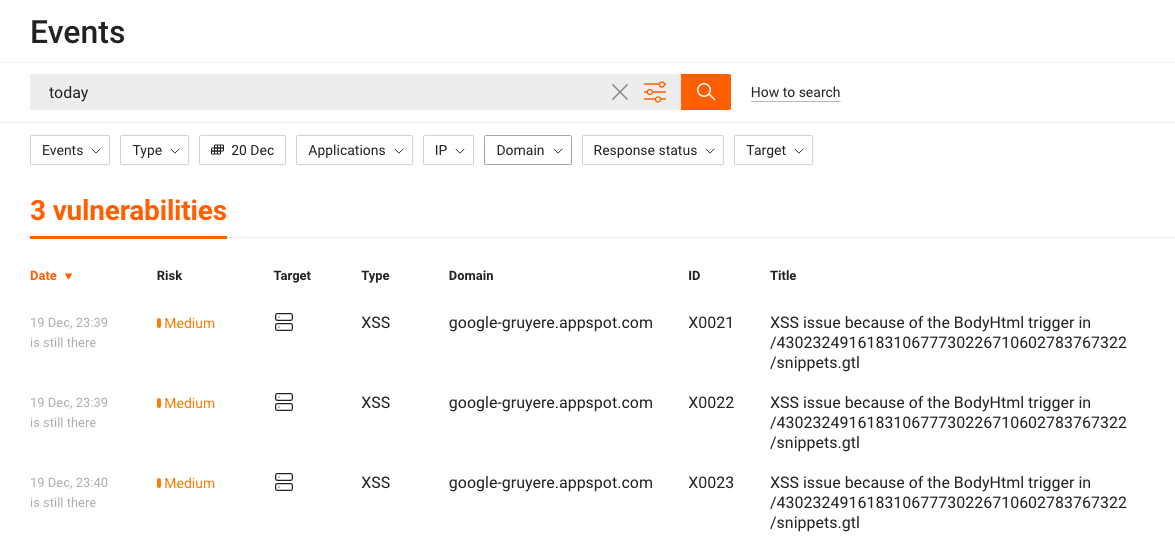 Events
today
How to search
Events Type 20 Dec Applications IP Domain Response status Target
3 vulnerabilities
Date Risk Target Type Domain ID Title
19 Dec, 23:39 Medium XSS google-gruyere.appspot.com X0021 XSS issue because of the BodyHtml trigger in
is still there /430232491618310677730226710602783767322
/snippets.gtl
19 Dec, 23:39 Medium XSS google-gruyere.appspot.com X0022 XSS issue because of the BodyHtml trigger in
is still there /430232491618310677730226710602783767322
/snippets.gtl
19 Dec, 23:40 Medium XSS google-gruyere.appspot.com X0023 XSS issue because of the BodyHtml trigger in
is still there /430232491618310677730226710602783767322
/snippets.gtl